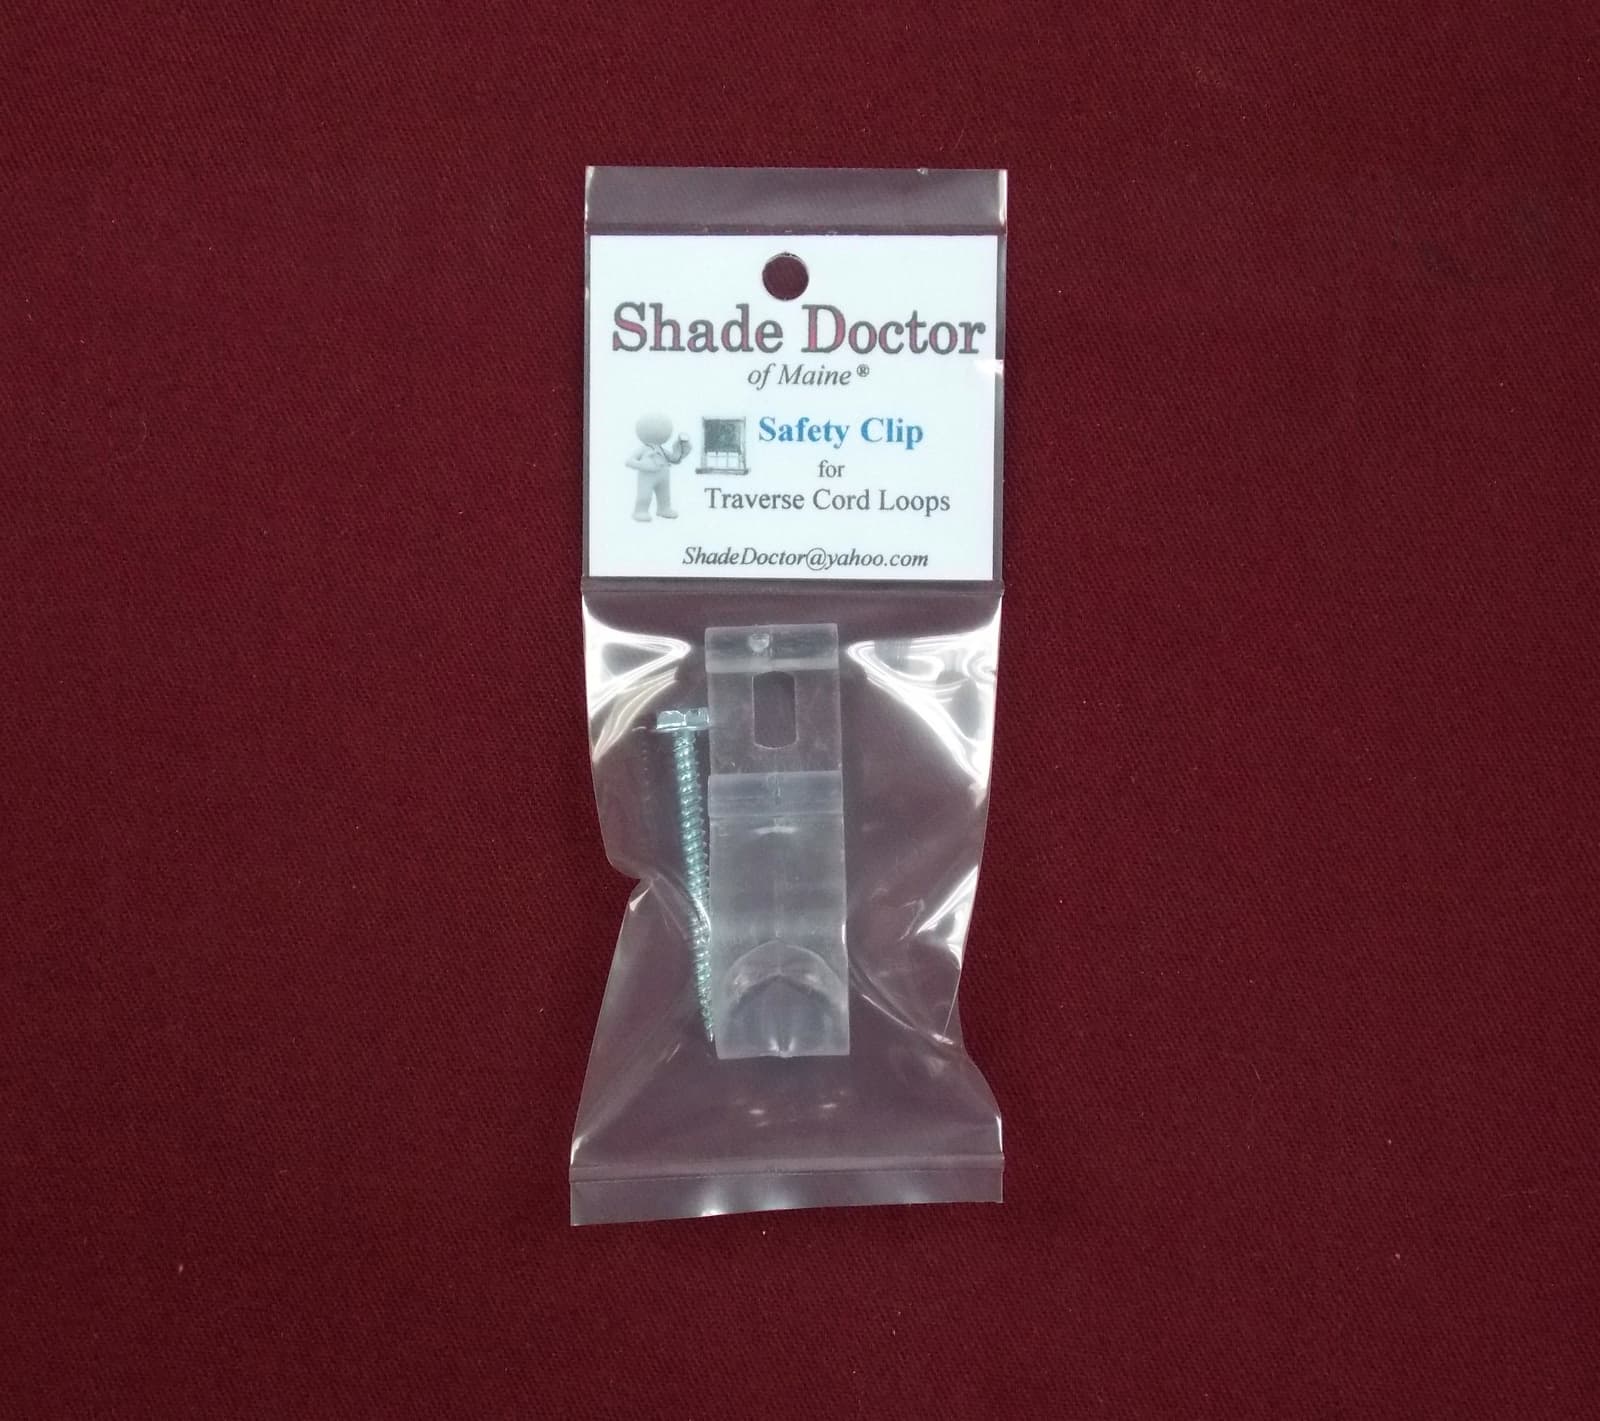 Shade Doctor
of Maine®
Safety Clip
for
Traverse Cord Loops
ShadeDoctor@yahoo.com